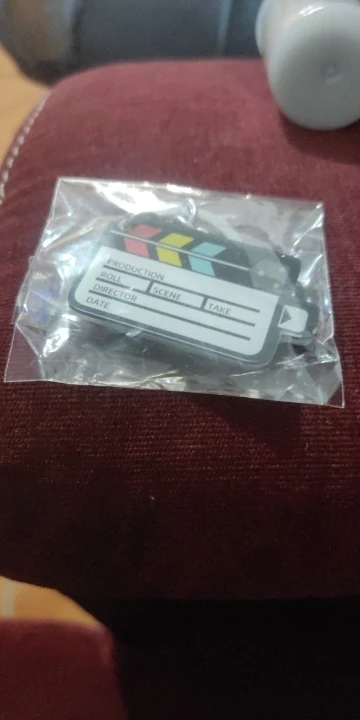 PRODUCTION
ROLL SCENE TAKE
DIRECTOR
DATE